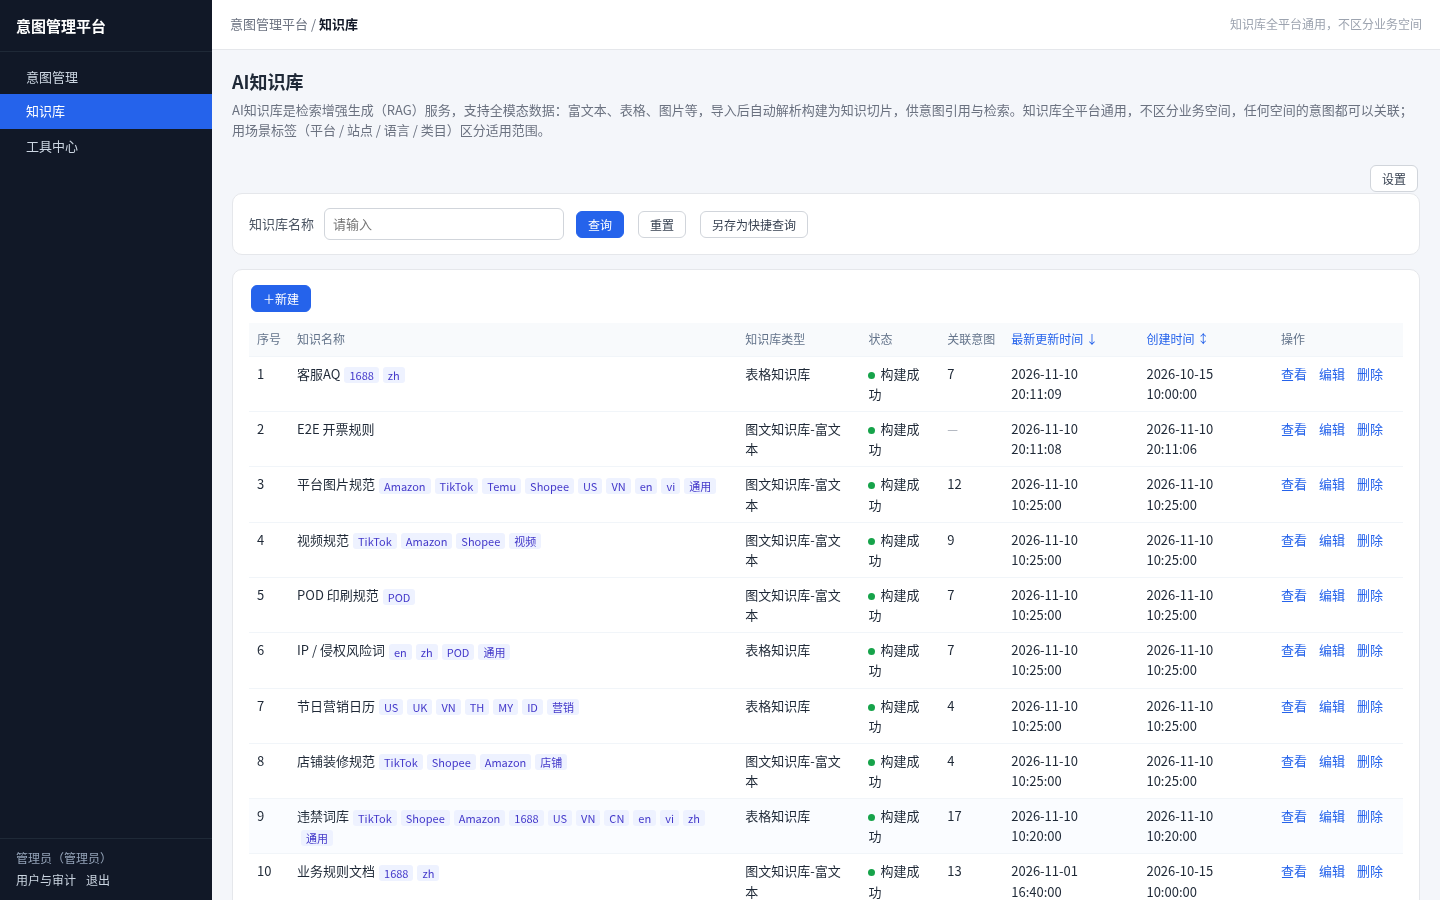 意图管理平台
意图管理
知识库
工具中心
管理员（管理员）
用户与审计 退出
意图管理平台 / 知识库
知识库全平台通用，不区分业务空间
AI知识库
AI知识库是检索增强生成（RAG）服务，支持全模态数据：富文本、表格、图片等，导入后自动解析构建为知识切片，供意图引用与检索。知识库全平台通用，不区分业务空间，任何空间的意图都可以关联；
用场景标签（平台 / 站点 / 语言 / 类目）区分适用范围。
设置
知识库名称 请输入 查询 重置 另存为快捷查询
＋新建
序号 知识名称 知识库类型 状态 关联意图 最新更新时间 ↓ 创建时间 ↕ 操作
1 客服AQ 1688 zh 表格知识库 构建成 7 2026-11-10 2026-10-15 查看 编辑 删除
功 20:11:09 10:00:00
2 E2E 开票规则 图文知识库-富文 构建成 — 2026-11-10 2026-11-10 查看 编辑 删除
本 功 20:11:08 20:11:06
3 平台图片规范 Amazon TikTok Temu Shopee US VN en vi 通用 图文知识库-富文 构建成 12 2026-11-10 2026-11-10 查看 编辑 删除
本 功 10:25:00 10:25:00
4 视频规范 TikTok Amazon Shopee 视频 图文知识库-富文 构建成 9 2026-11-10 2026-11-10 查看 编辑 删除
本 功 10:25:00 10:25:00
5 POD 印刷规范 POD 图文知识库-富文 构建成 7 2026-11-10 2026-11-10 查看 编辑 删除
本 功 10:25:00 10:25:00
6 IP / 侵权风险词 en zh POD 通用 表格知识库 构建成 7 2026-11-10 2026-11-10 查看 编辑 删除
功 10:25:00 10:25:00
7 节日营销日历 US UK VN TH MY ID 营销 表格知识库 构建成 4 2026-11-10 2026-11-10 查看 编辑 删除
功 10:25:00 10:25:00
8 店铺装修规范 TikTok Shopee Amazon 店铺 图文知识库-富文 构建成 4 2026-11-10 2026-11-10 查看 编辑 删除
本 功 10:25:00 10:25:00
9 违禁词库 TikTok Shopee Amazon 1688 US VN CN en vi zh 表格知识库 构建成 17 2026-11-10 2026-11-10 查看 编辑 删除
通用 功 10:20:00 10:20:00
10 业务规则文档 1688 zh 图文知识库-富文 构建成 13 2026-11-01 2026-10-15 查看 编辑 删除
本 功 16:40:00 10:00:00